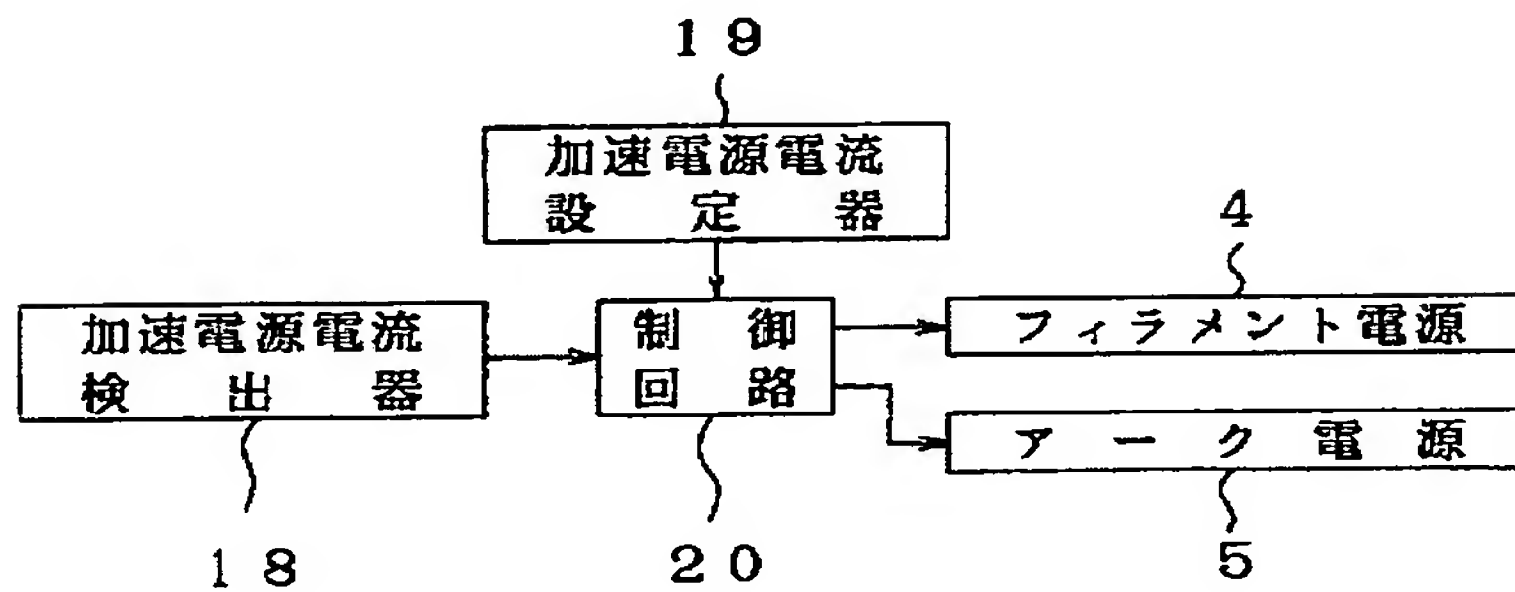 19
加速電源電流
設定器
4
加速電源電流
検出器
制御
回路
フィラメント電源
アーク電源
18
20
5